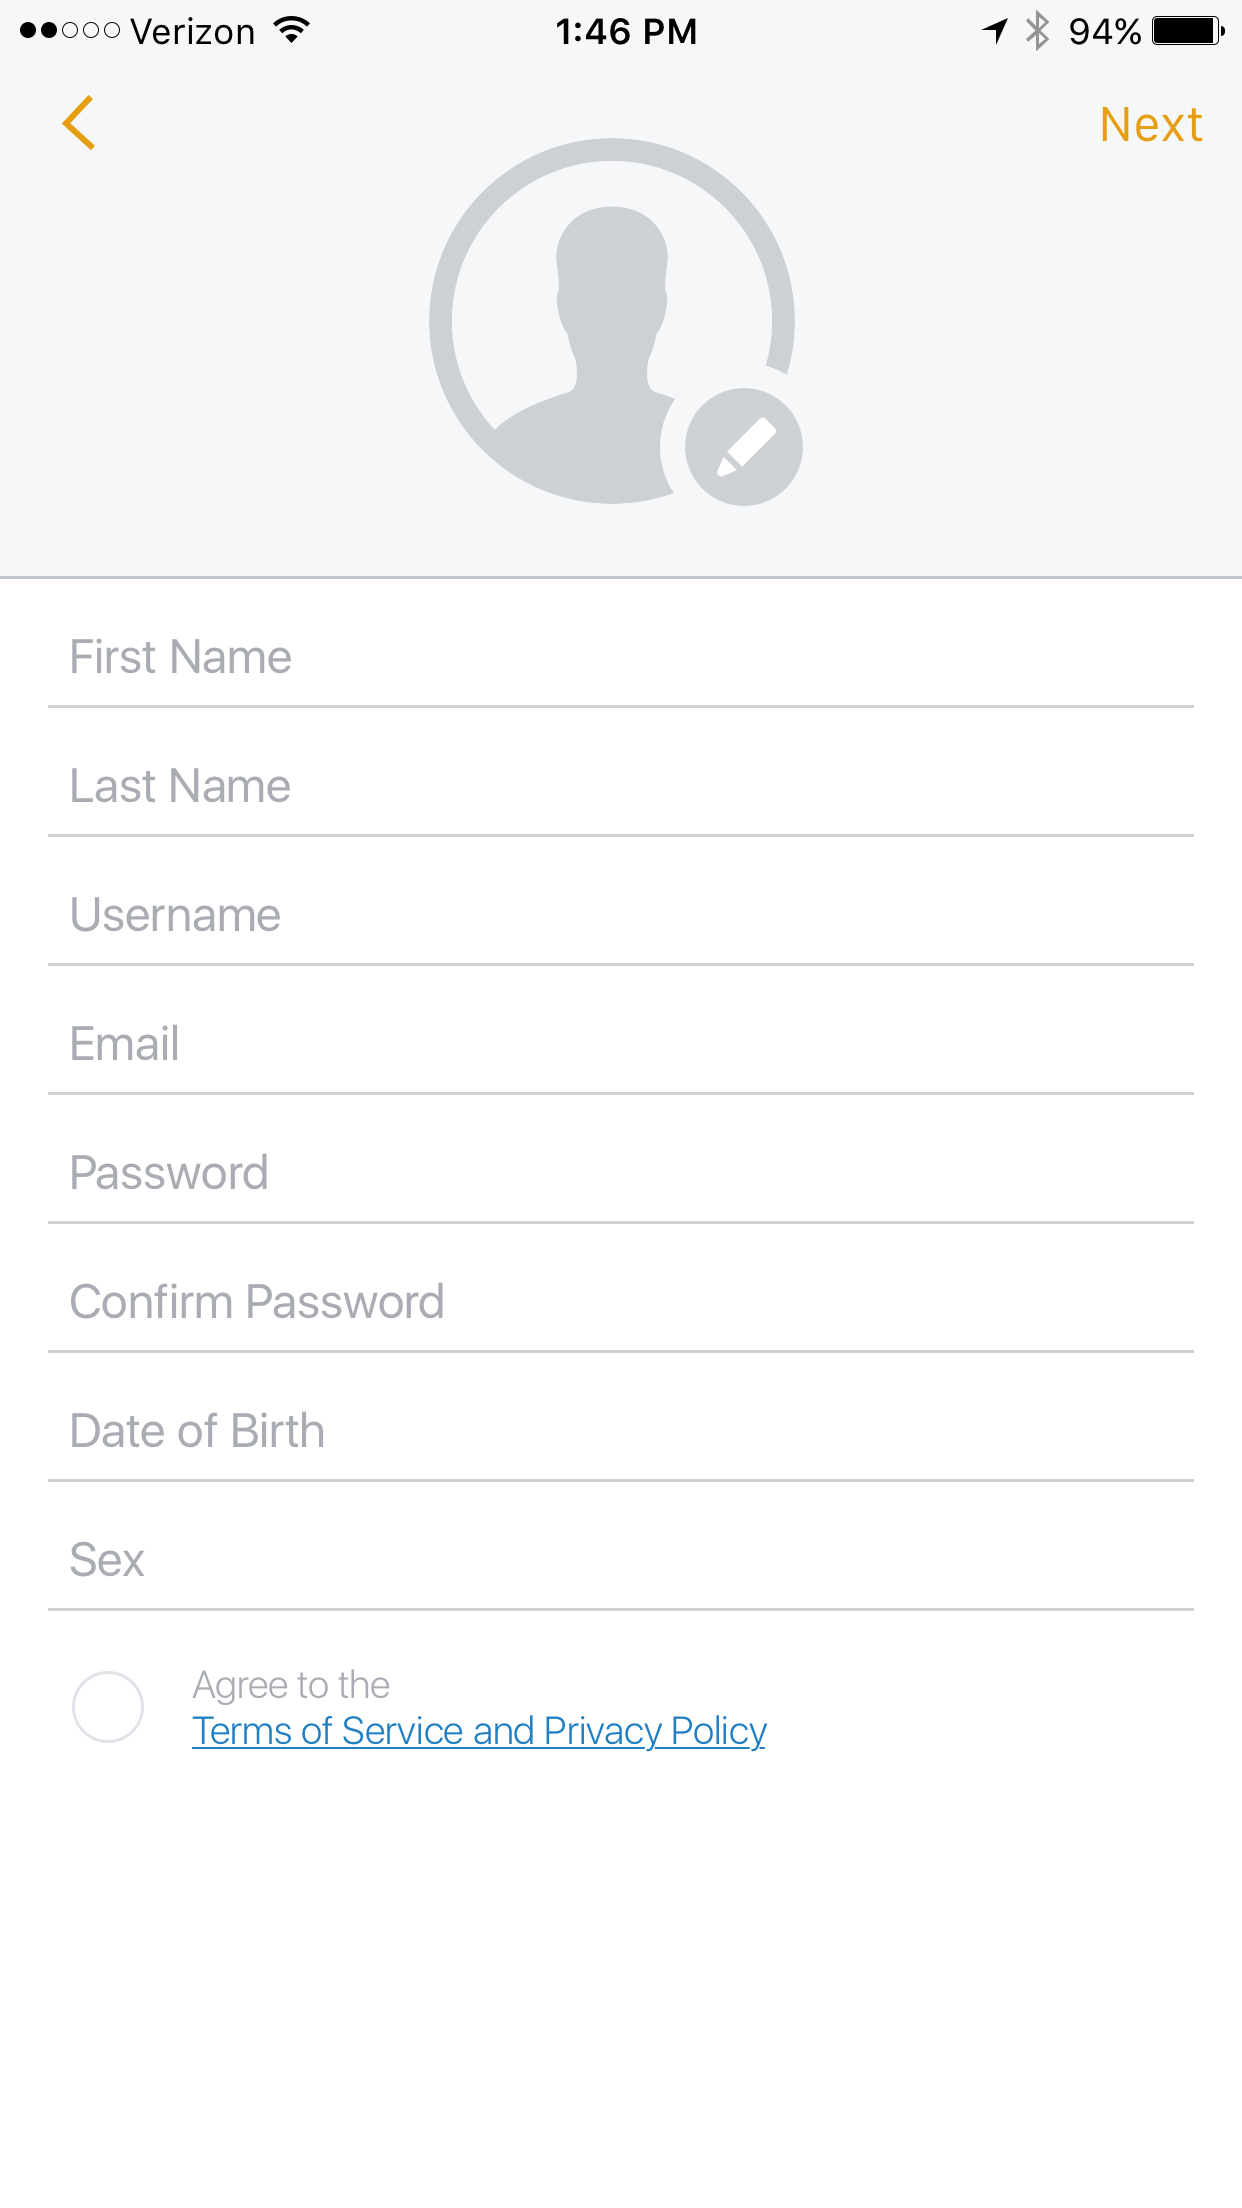 Verizon 1:46 PM 94%
Next
First Name
Last Name
Username
Email
Password
Confirm Password
Date of Birth
Sex
Agree to the
Terms of Service and Privacy Policy